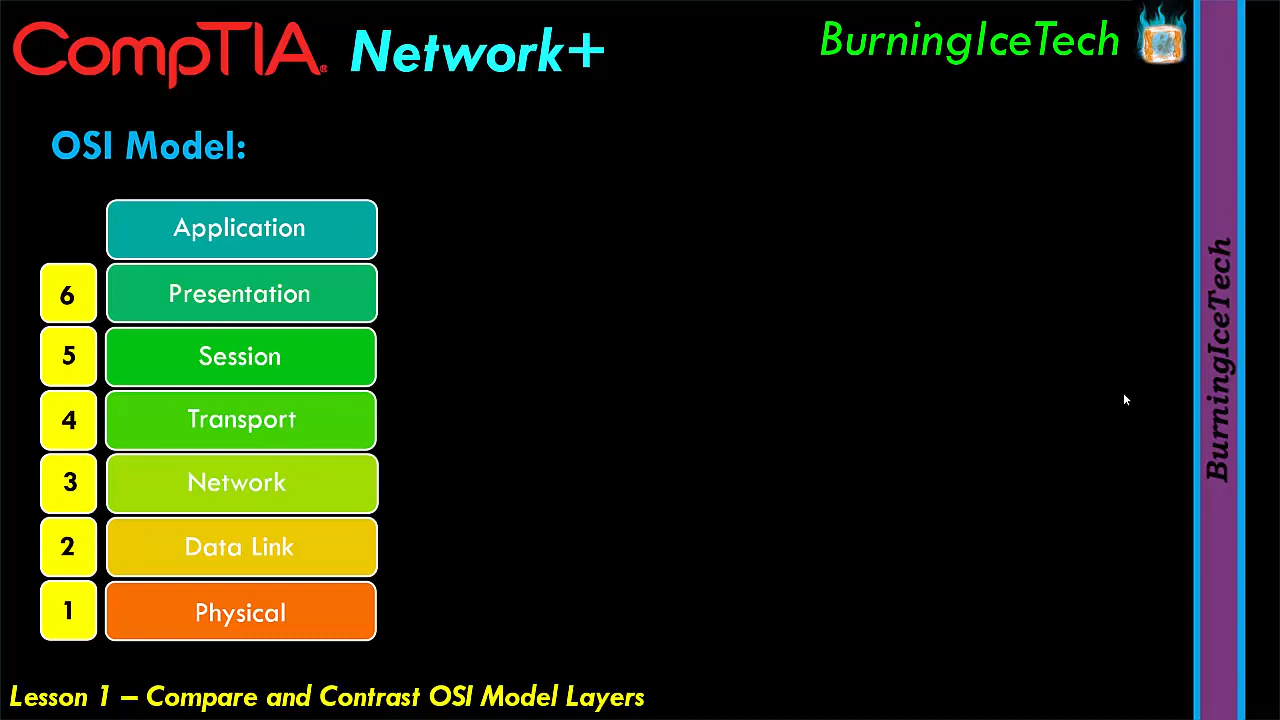 CompTIA® Network+
BurningIceTech
OSI Model:
Application
6 Presentation
5 Session
4 Transport
3 Network
2 Data Link
1 Physical
Lesson 1 – Compare and Contrast OSI Model Layers
BurningIceTech